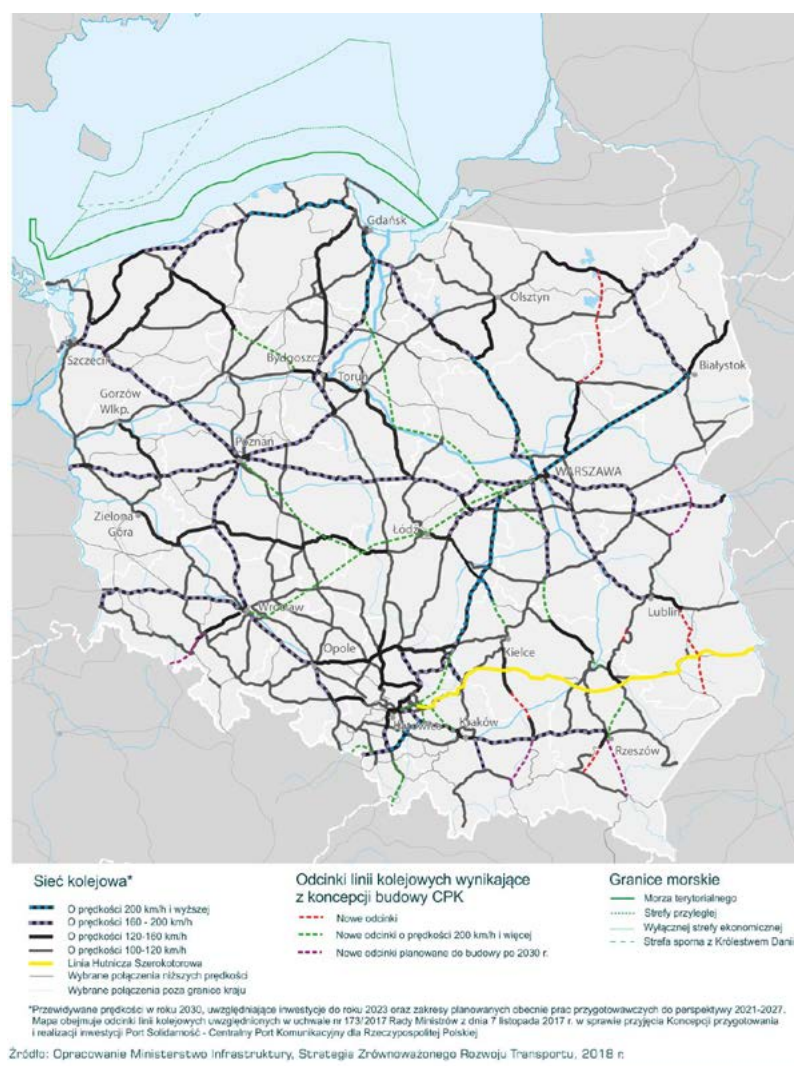 Gdańsk
Olsztyn
Szczecin
Bydgoszcz
Toruń
Białystok
Gorzów
Wlkp.
Poznań
WARSZAWA
Zielona
Góra
Łódź
Wrocław
Lublin
Opole
Kielce
Katowice
Kraków
Rzeszów
Sieć kolejowa*
O prędkości 200 km/h i wyższej
O prędkości 160 - 200 km/h
O prędkości 120-160 km/h
O prędkości 100-120 km/h
Linia Hutnicza Szerokotorowa
Wybrane połączenia niższych prędkości
Wybrane połączenia poza granice kraju
Odcinki linii kolejowych wynikające
z koncepcji budowy CPK
Nowe odcinki
Nowe odcinki o prędkości 200 km/h i więcej
Nowe odcinki planowane do budowy po 2030 r.
Granice morskie
Morza terytorialnego
Strefy przyległej
Wyłącznej strefy ekonomicznej
Strefa sporna z Królestwem Danii
*Przewidywane prędkości w roku 2030, uwzględniające inwestycje do roku 2023 oraz zakresy planowanych obecnie prac przygotowawczych do perspektywy 2021-2027.
Mapa obejmuje odcinki linii kolejowych uwzględnionych w uchwale nr 173/2017 Rady Ministrów z dnia 7 listopada 2017 r. w sprawie przyjęcia Koncepcji przygotowania
i realizacji inwestycji Port Solidarność - Centralny Port Komunikacyjny dla Rzeczypospolitej Polskiej
Źródło: Opracowanie Ministerstwo Infrastruktury, Strategia Zrównoważonego Rozwoju Transportu, 2018 r.